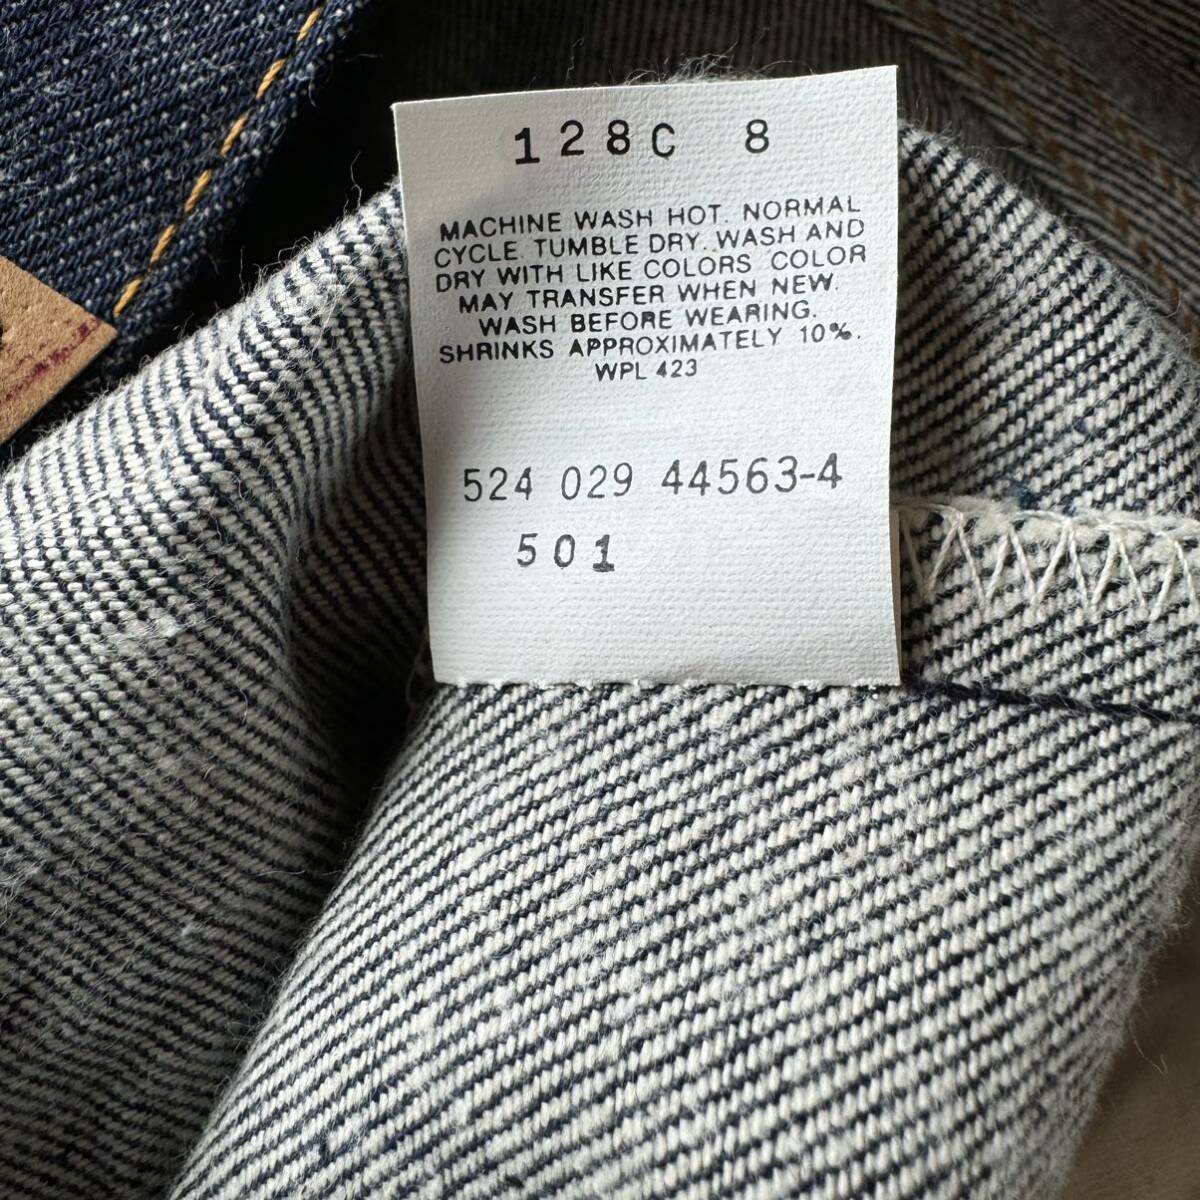 128C 8
MACHINE WASH HOT. NORMAL
CYCLE. TUMBLE DRY. WASH AND
DRY WITH LIKE COLORS. COLOR
MAY TRANSFER WHEN NEW.
WASH BEFORE WEARING.
SHRINKS APPROXIMATELY 10%.
WPL 423
524 029 44563-4
501